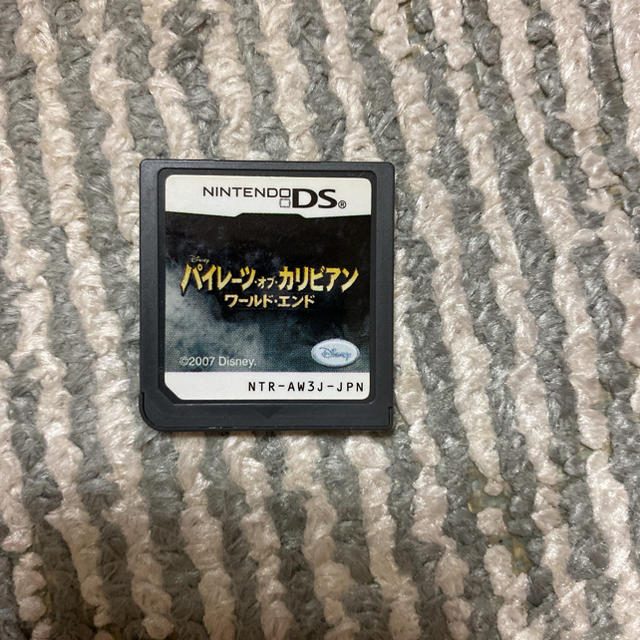 NINTENDO DS®
Disney
パイレーツ オブ・カリビアン
ワールド・エンド
©2007 Disney.
Disney
NTR-AW3J-JPN